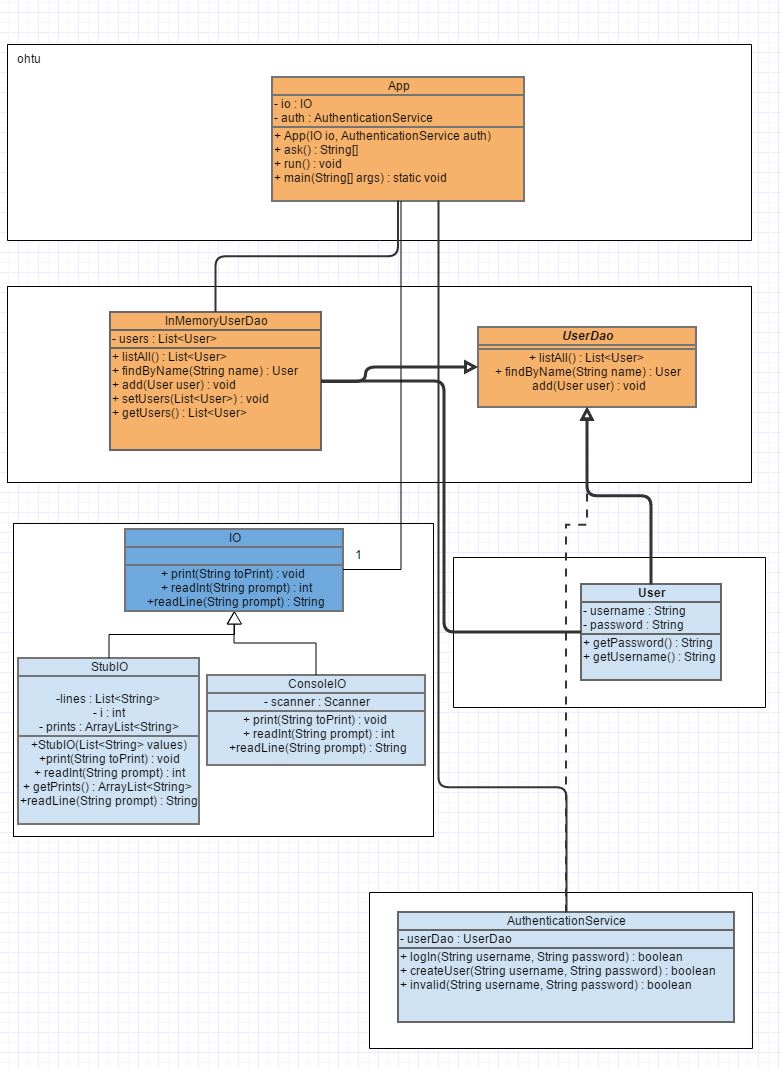 ohtu
App
- io : IO
- auth : AuthenticationService
+ App(IO io, AuthenticationService auth)
+ ask() : String[]
+ run() : void
+ main(String[] args) : static void
InMemoryUserDao
- users : List<User>
+ listAll() : List<User>
+ findByName(String name) : User
+ add(User user) : void
+ setUsers(List<User>) : void
+ getUsers() : List<User>
UserDao
+ listAll() : List<User>
+ findByName(String name) : User
add(User user) : void
IO
+ print(String toPrint) : void
+ readInt(String prompt) : int
+readLine(String prompt) : String
1
StubIO
-lines : List<String>
- i : int
- prints : ArrayList<String>
+StubIO(List<String> values)
+print(String toPrint) : void
+ readInt(String prompt) : int
+ getPrints() : ArrayList<String>
+readLine(String prompt) : String
ConsoleIO
- scanner : Scanner
+ print(String toPrint) : void
+ readInt(String prompt) : int
+readLine(String prompt) : String
User
- username : String
- password : String
+ getPassword() : String
+ getUsername() : String
AuthenticationService
- userDao : UserDao
+ logIn(String username, String password) : boolean
+ createUser(String username, String password) : boolean
+ invalid(String username, String password) : boolean